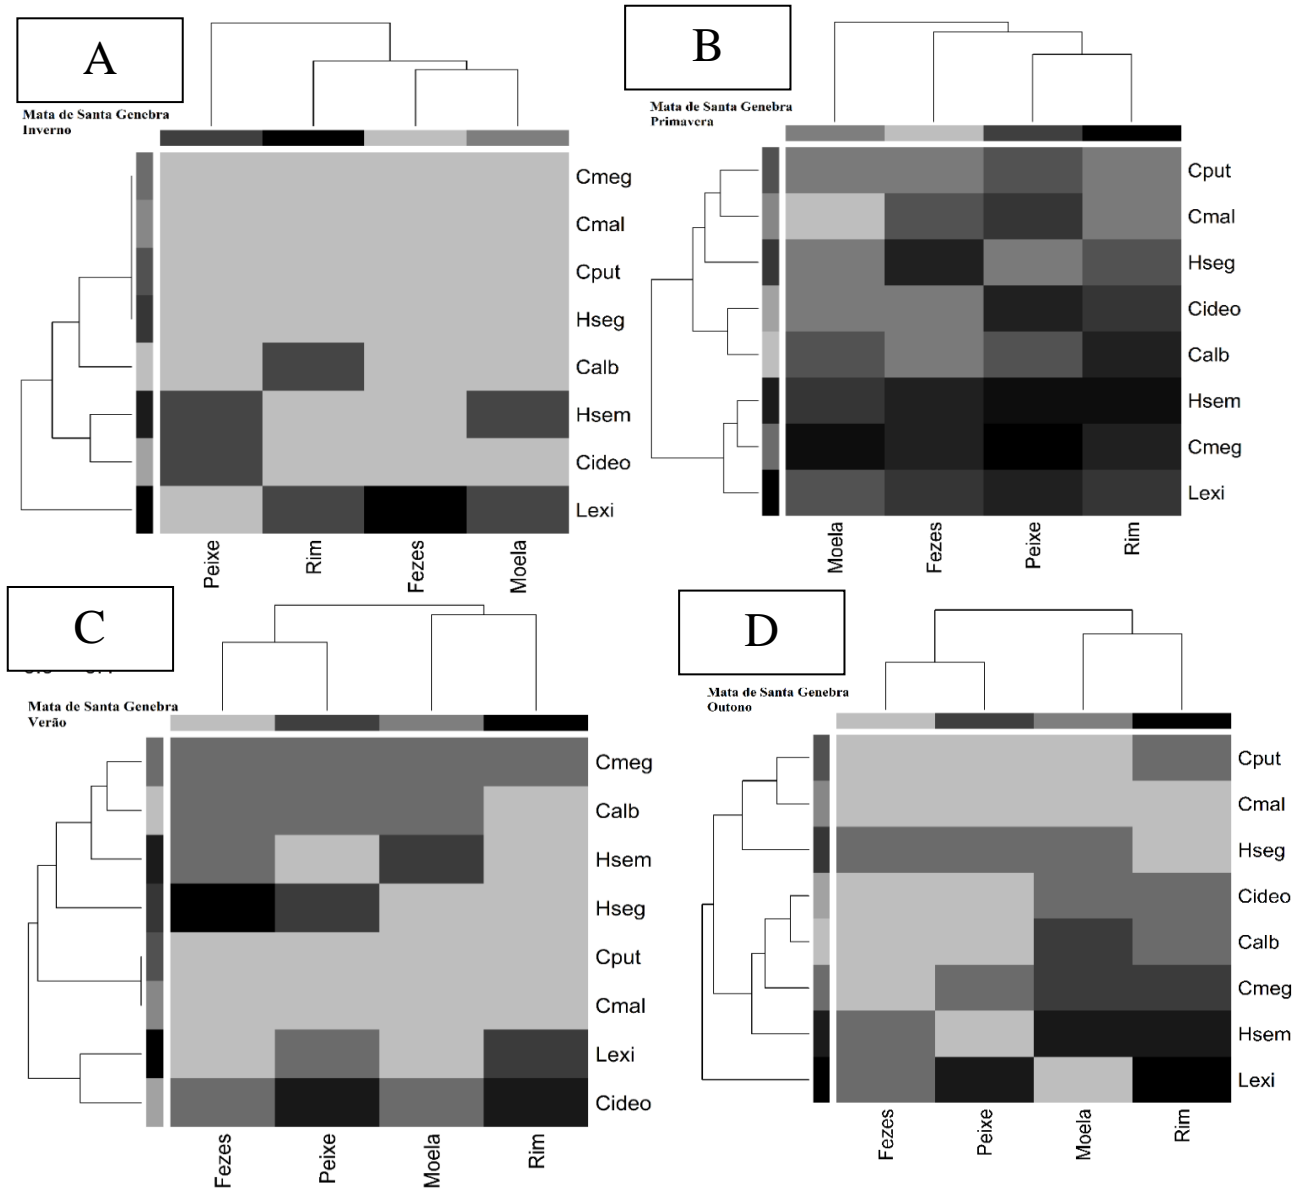 A
Mata de Santa Genebra
Inverno
Cmeg
Cmal
Cput
Hseg
Calb
Hsem
Cideo
Lexi
Peixe
Rim
Fezes
Moela
B
Mata de Santa Genebra
Primavera
Cput
Cmal
Hseg
Cideo
Calb
Hsem
Cmeg
Lexi
Moela
Fezes
Peixe
Rim
C
Mata de Santa Genebra
Verão
Cmeg
Calb
Hsem
Hseg
Cput
Cmal
Lexi
Cideo
Fezes
Peixe
Moela
Rim
D
Mata de Santa Genebra
Outono
Cput
Cmal
Hseg
Cideo
Calb
Cmeg
Hsem
Lexi
Fezes
Peixe
Moela
Rim